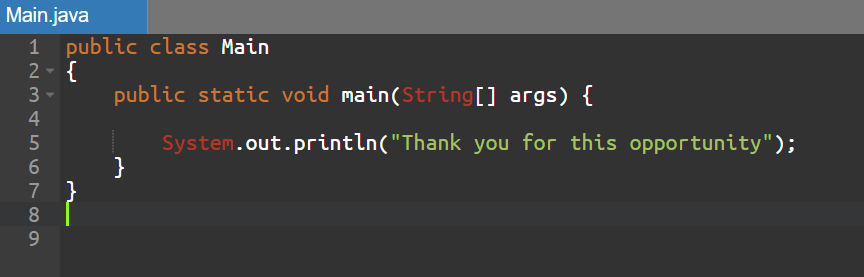 Main.java
1 public class Main
2 {
3     public static void main(String[] args) {
4
5         System.out.println("Thank you for this opportunity");
6     }
7 }
8
9